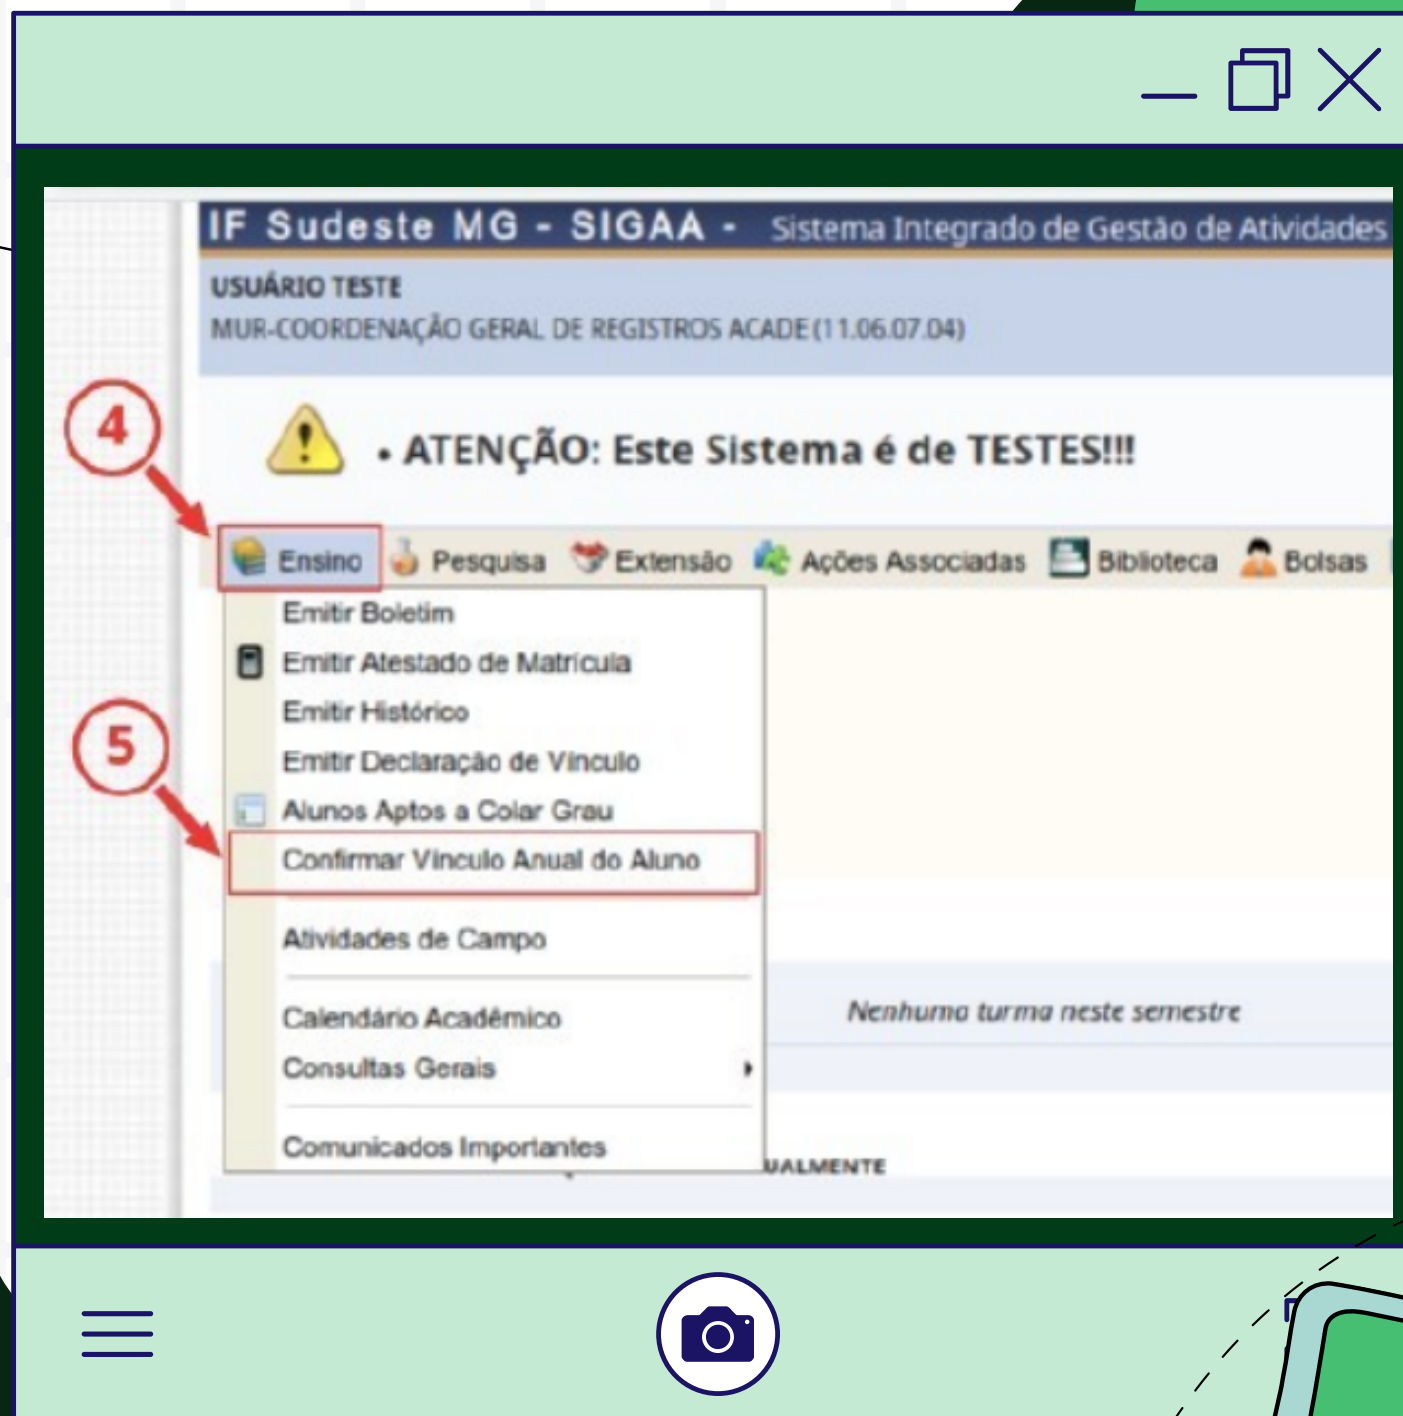 IF Sudeste MG - SIGAA - Sistema Integrado de Gestão de Atividades
USUÁRIO TESTE
MUR-COORDENAÇÃO GERAL DE REGISTROS ACADE (11.06.07.04)
4
• ATENÇÃO: Este Sistema é de TESTES!!!
Ensino Pesquisa Extensão Ações Associadas Biblioteca Bolsas
Emitir Boletim
Emitir Atestado de Matrícula
Emitir Histórico
5
Emitir Declaração de Vínculo
Alunos Aptos a Colar Grau
Confirmar Vínculo Anual do Aluno
Atividades de Campo
Calendário Acadêmico
Nenhuma turma neste semestre
Consultas Gerais
Comunicados Importantes
UALMENTE